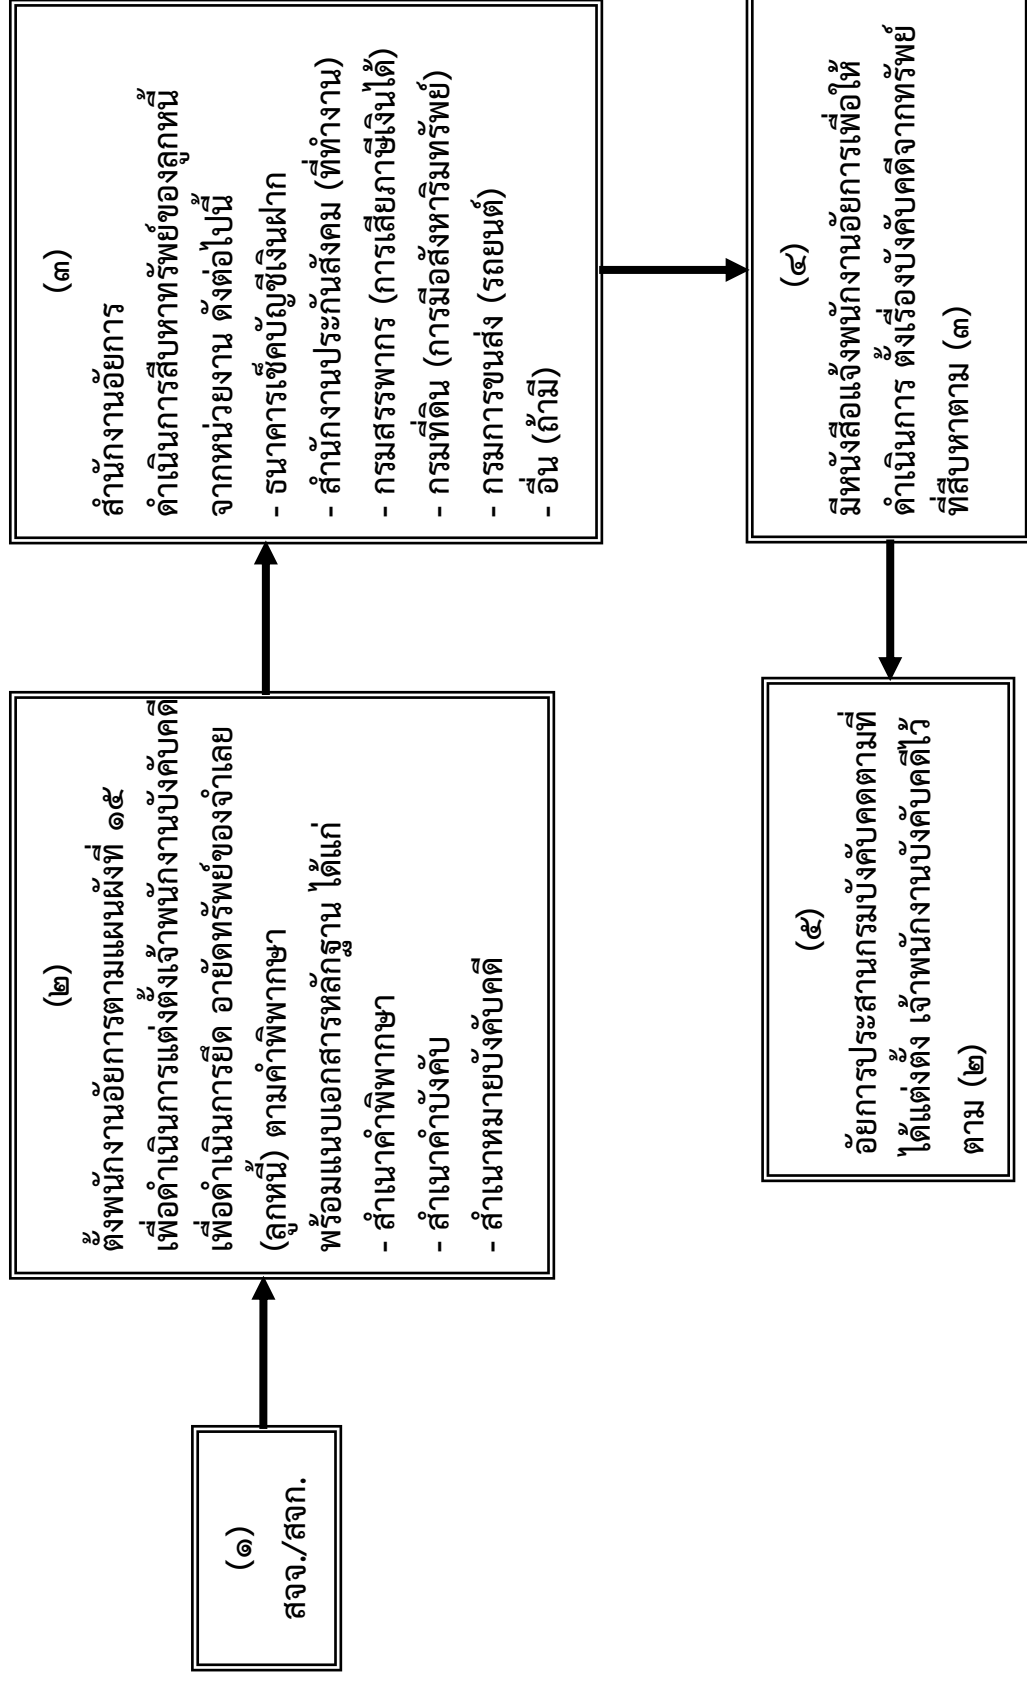 (๑)
สจจ./สจก.
(๒)
ตั้งพนักงานอัยการตามแผนผังที่ ๑๕
เพื่อดำเนินการแต่งตั้งเจ้าพนักงานบังคับคดี
เพื่อดำเนินการยึด อายัดทรัพย์ของจำเลย
(ลูกหนี้) ตามคำพิพากษา
พร้อมแนบเอกสารหลักฐาน ได้แก่
- สำเนาคำพิพากษา
- สำเนาคำบังคับ
- สำเนาหมายบังคับคดี
(๓)
สำนักงานอัยการ
ดำเนินการสืบหาทรัพย์ของลูกหนี้
จากหน่วยงาน ดังต่อไปนี้
- ธนาคารเช็คบัญชีเงินฝาก
- สำนักงานประกันสังคม (ที่ทำงาน)
- กรมสรรพากร (การเสียภาษีเงินได้)
- กรมที่ดิน (การมีอสังหาริมทรัพย์)
- กรมการขนส่ง (รถยนต์)
- อื่น (ถ้ามี)
(๔)
มีหนังสือแจ้งพนักงานอัยการเพื่อให้
ดำเนินการ ตั้งเรื่องบังคับคดีจากทรัพย์
ที่สืบหาตาม (๓)
(๕)
อัยการประสานกรมบังคับคดตามที่
ได้แต่งตั้ง เจ้าพนักงานบังคับคดีไว้
ตาม (๒)